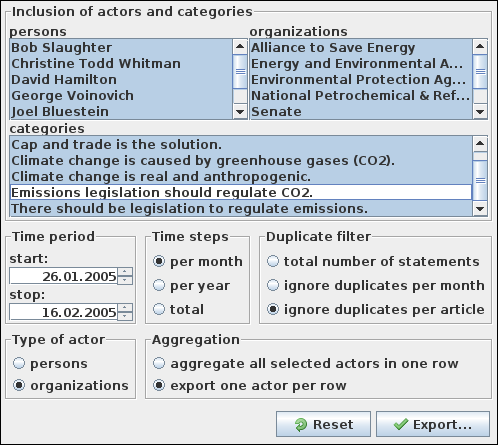 Inclusion of actors and categories
persons
organizations
Bob Slaughter
Christine Todd Whitman
David Hamilton
George Voinovich
Joel Bluestein
Alliance to Save Energy
Energy and Environmental A...
Environmental Protection Ag...
National Petrochemical & Ref...
Senate
categories
Cap and trade is the solution.
Climate change is caused by greenhouse gases (CO2).
Climate change is real and anthropogenic.
Emissions legislation should regulate CO2.
There should be legislation to regulate emissions.
Time period
start:
26.01.2005
stop:
16.02.2005
Time steps
per month
per year
total
Duplicate filter
total number of statements
ignore duplicates per month
ignore duplicates per article
Type of actor
persons
organizations
Aggregation
aggregate all selected actors in one row
export one actor per row
Reset
Export...